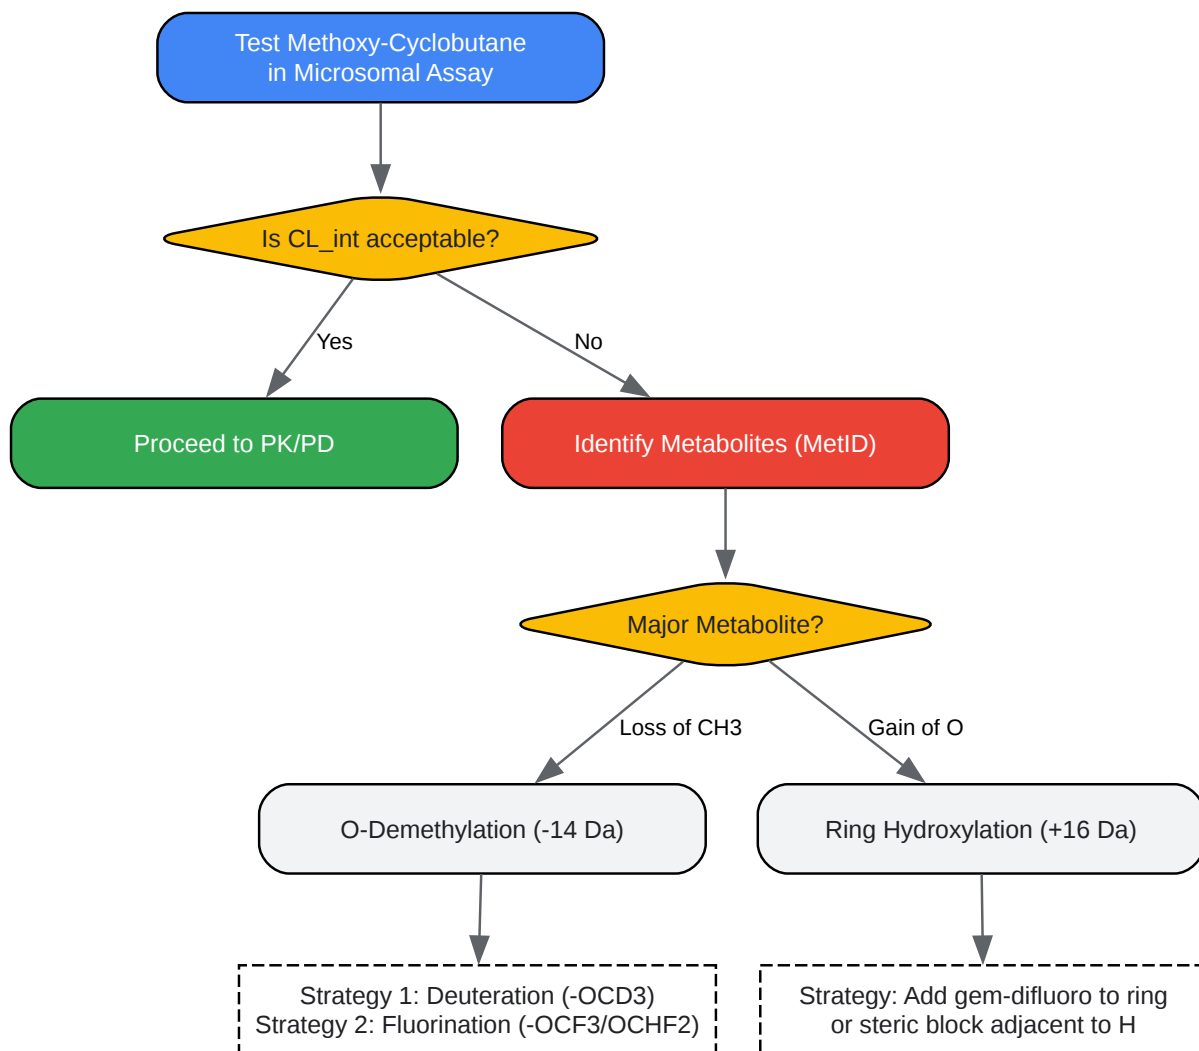 Test Methoxy-Cyclobutane
in Microsomal Assay
Is CL_int acceptable?
Yes
No
Proceed to PK/PD
Identify Metabolites (MetID)
Major Metabolite?
Loss of CH3
Gain of O
O-Demethylation (-14 Da)
Ring Hydroxylation (+16 Da)
Strategy 1: Deuteration (-OCD3)
Strategy 2: Fluorination (-OCF3/OCHF2)
Strategy: Add gem-difluoro to ring
or steric block adjacent to H